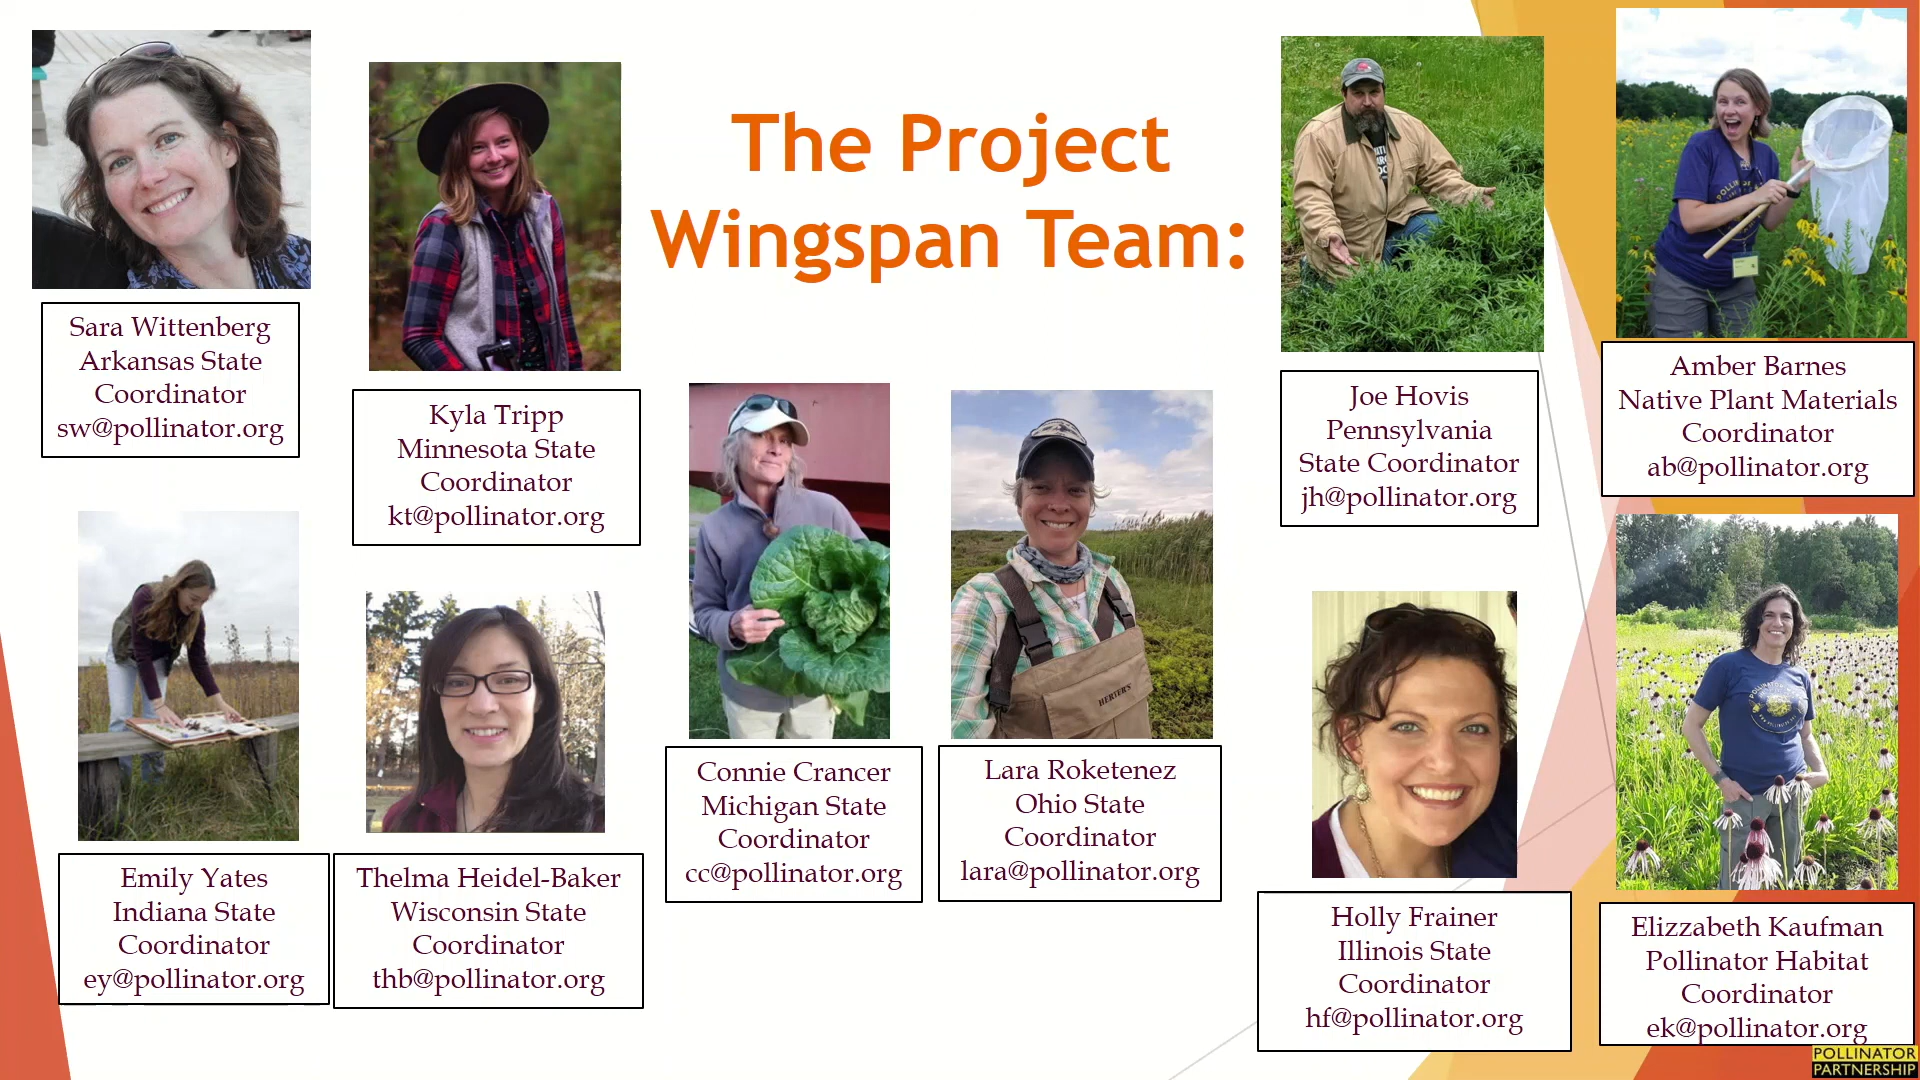 The Project
Wingspan Team:
Sara Wittenberg
Arkansas State
Coordinator
sw@pollinator.org
Kyla Tripp
Minnesota State
Coordinator
kt@pollinator.org
Joe Hovis
Pennsylvania
State Coordinator
jh@pollinator.org
Amber Barnes
Native Plant Materials
Coordinator
ab@pollinator.org
Emily Yates
Indiana State
Coordinator
ey@pollinator.org
Thelma Heidel-Baker
Wisconsin State
Coordinator
thb@pollinator.org
Connie Crancer
Michigan State
Coordinator
cc@pollinator.org
HERTER'S
Lara Roketenez
Ohio State
Coordinator
lara@pollinator.org
Holly Frainer
Illinois State
Coordinator
hf@pollinator.org
Elizzabeth Kaufman
Pollinator Habitat
Coordinator
ek@pollinator.org
POLLINATOR
PARTNERSHIP